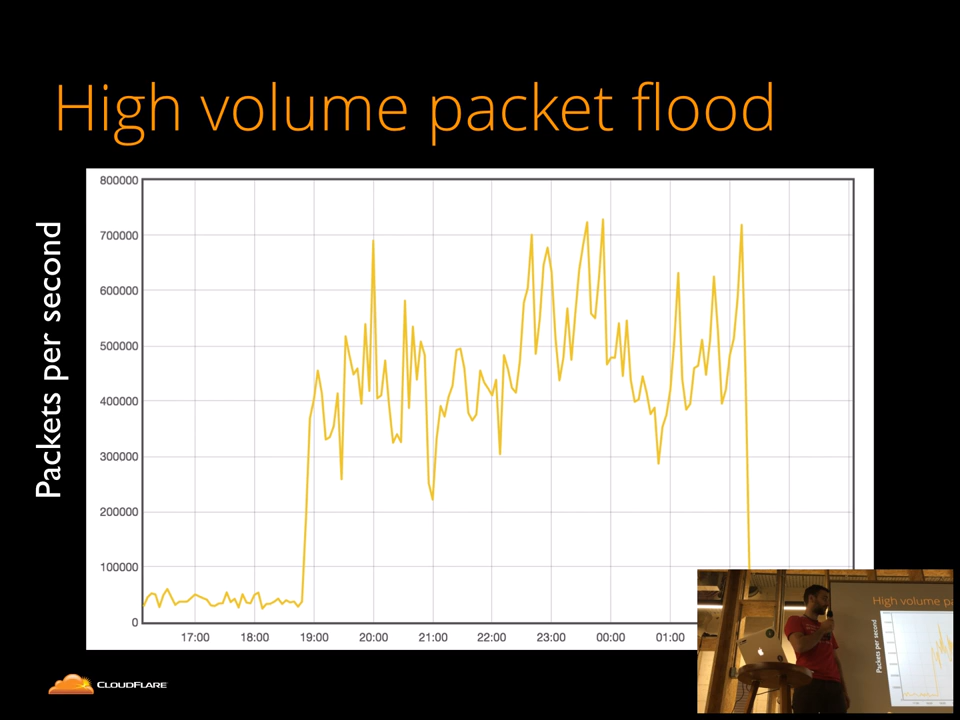 High volume packet flood
Packets per second
800000
700000
600000
500000
400000
300000
200000
100000
0
17:00 18:00 19:00 20:00 21:00 22:00 23:00 00:00 01:00
CLOUDFLARE
High volume pa
Packets per second